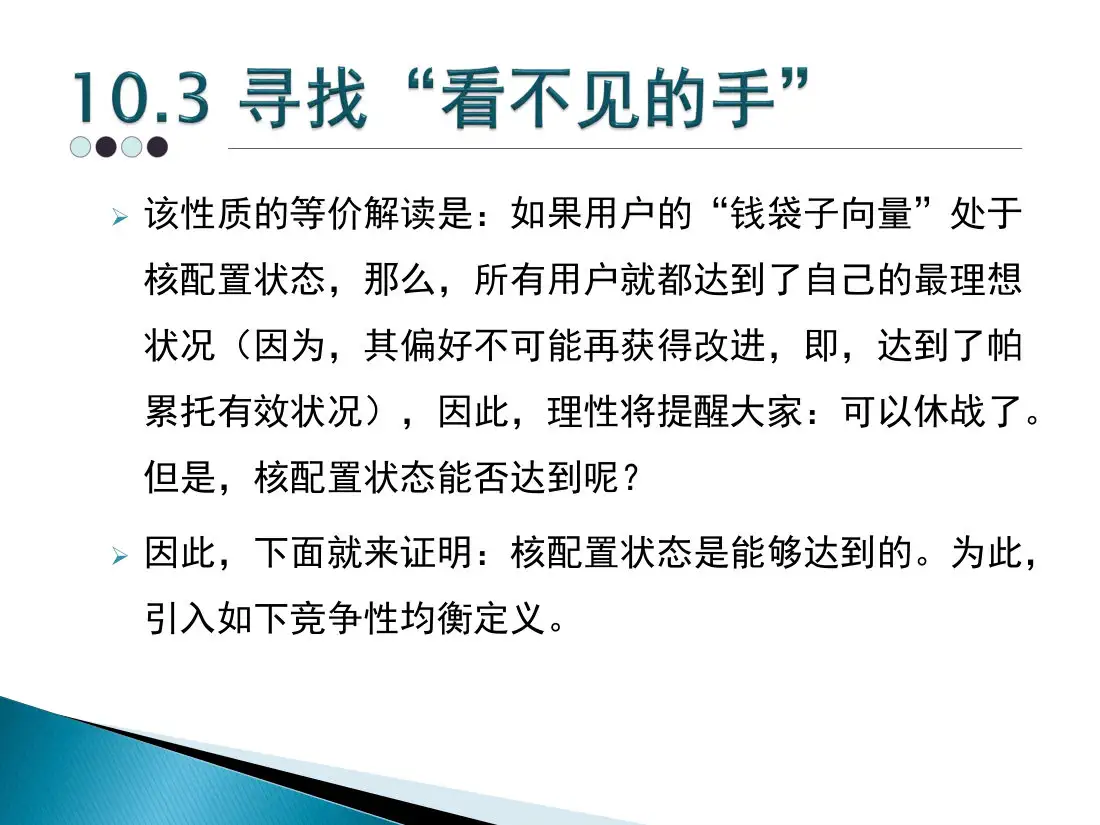 10.3 寻找“看不见的手”
该性质的等价解读是：如果用户的“钱袋子向量”处于
核配置状态，那么，所有用户就都达到了自己的最理想
状况（因为，其偏好不可能再获得改进，即，达到了帕
累托有效状况），因此，理性将提醒大家：可以休战了。
但是，核配置状态能否达到呢？
因此，下面就来证明：核配置状态是能够达到的。为此，
引入如下竞争性均衡定义。